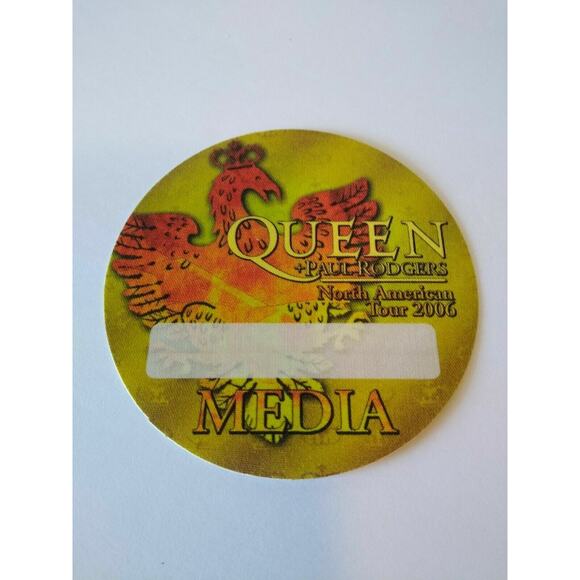 QUEEN
+PAUL RODGERS
North American
Tour 2006
MEDIA